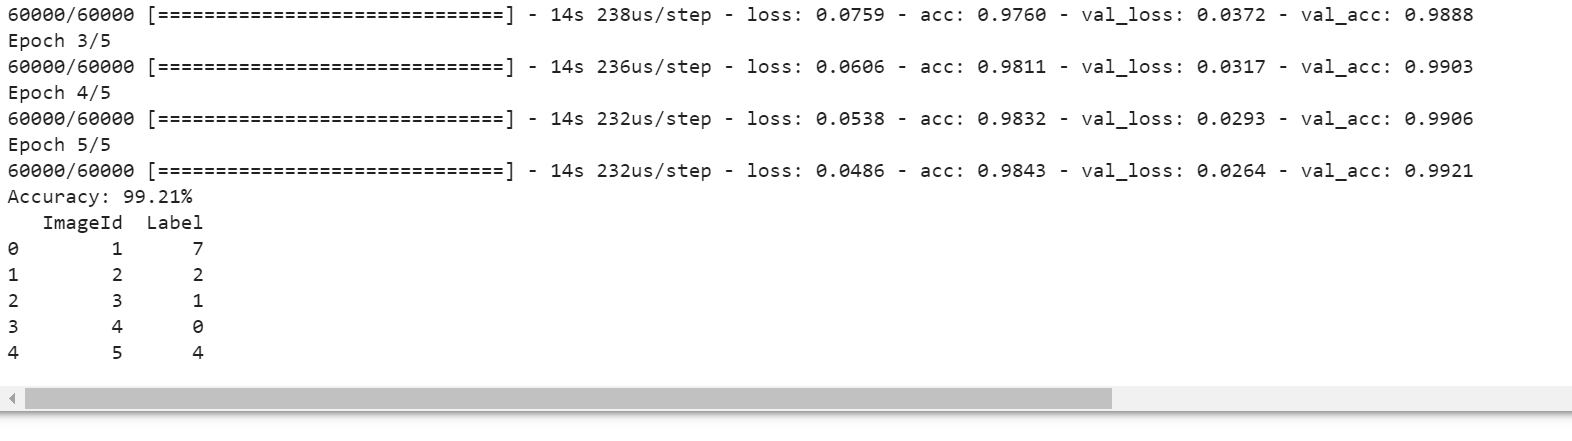 60000/60000 [==============================] - 14s 238us/step - loss: 0.0759 - acc: 0.9760 - val_loss: 0.0372 - val_acc: 0.9888
Epoch 3/5
60000/60000 [==============================] - 14s 236us/step - loss: 0.0606 - acc: 0.9811 - val_loss: 0.0317 - val_acc: 0.9903
Epoch 4/5
60000/60000 [==============================] - 14s 232us/step - loss: 0.0538 - acc: 0.9832 - val_loss: 0.0293 - val_acc: 0.9906
Epoch 5/5
60000/60000 [==============================] - 14s 232us/step - loss: 0.0486 - acc: 0.9843 - val_loss: 0.0264 - val_acc: 0.9921
Accuracy: 99.21%
   ImageId  Label
0        1      7
1        2      2
2        3      1
3        4      0
4        5      4